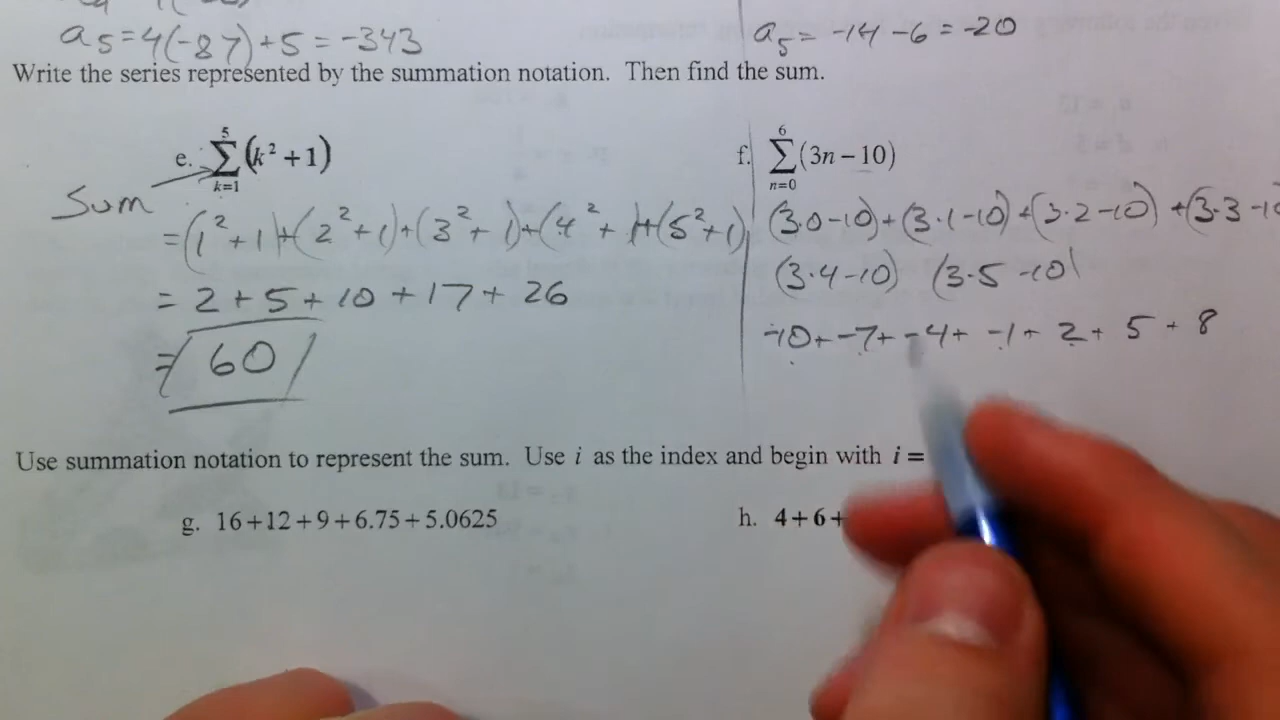 a₅ = 4(-87) + 5 = -343
a₅ = -14 - 6 = -20
Write the series represented by the summation notation. Then find the sum.
e. 5 ∑ k=1 (k² + 1)
Sum
= (1² + 1) + (2² + 1) + (3² + 1) + (4² + 1) + (5² + 1)
= 2 + 5 + 10 + 17 + 26
= 60
f. 6 ∑ n=0 (3n − 10)
(3·0 - 10) + (3·1 - 10) + (3·2 - 10) + (3·3 - 10
(3·4 - 10) (3·5 - 10)
-10 + -7 + -4 + -1 + 2 + 5 + 8
Use summation notation to represent the sum. Use i as the index and begin with i =
g. 16+12+9+6.75+5.0625
h. 4+6+